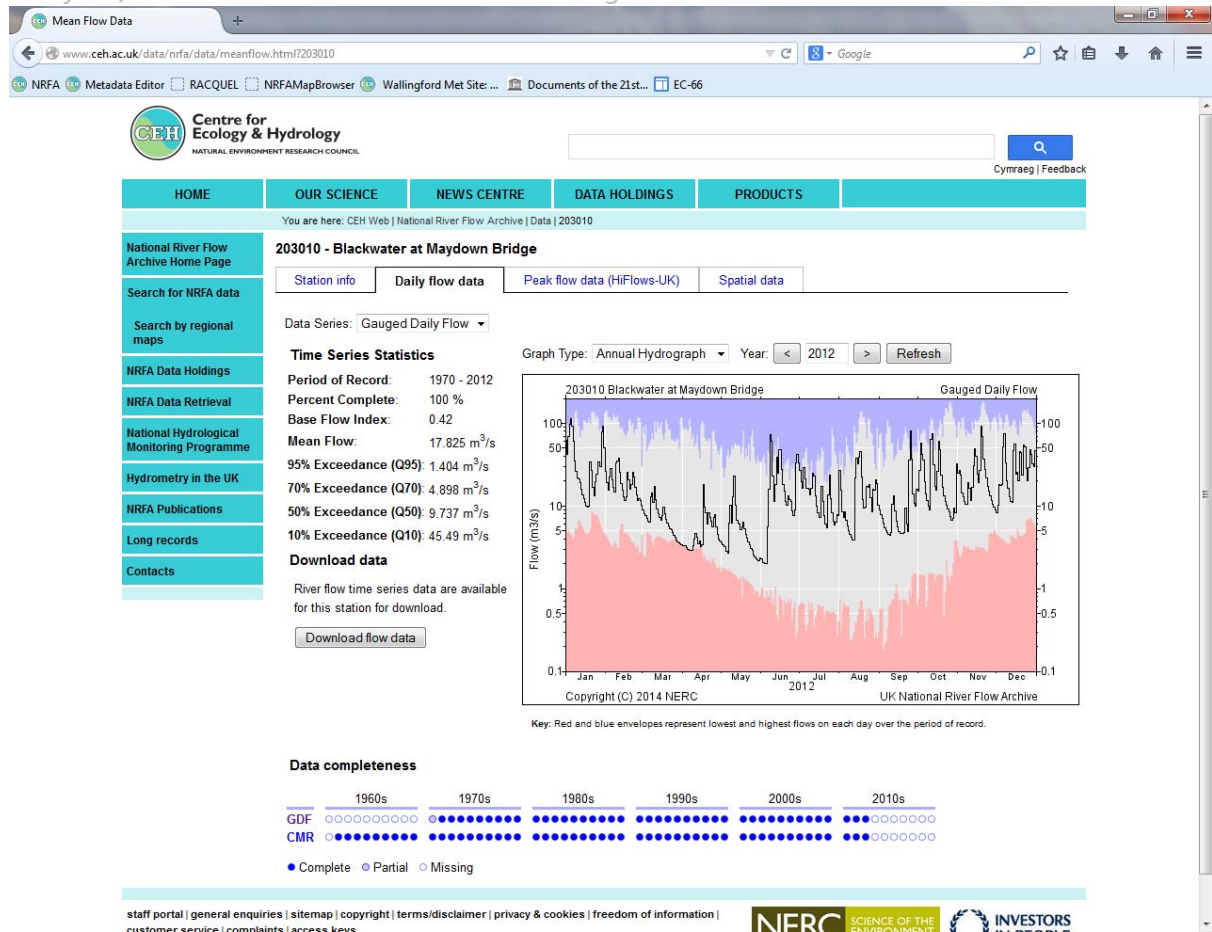 Mean Flow Data
+
www.ceh.ac.uk/data/nrfa/data/meanflow.html?203010
8 Google
NRFA Metadata Editor RACQUEL NRFAMapBrowser Wallingford Met Site: ... Documents of the 21st... EC-66
CEH
Centre for
Ecology & Hydrology
NATURAL ENVIRONMENT RESEARCH COUNCIL
Cymraeg | Feedback
HOME OUR SCIENCE NEWS CENTRE DATA HOLDINGS PRODUCTS
You are here: CEH Web | National River Flow Archive | Data | 203010
National River Flow
Archive Home Page
Search for NRFA data
Search by regional
maps
NRFA Data Holdings
NRFA Data Retrieval
National Hydrological
Monitoring Programme
Hydrometry in the UK
NRFA Publications
Long records
Contacts
203010 - Blackwater at Maydown Bridge
Station info Daily flow data Peak flow data (HiFlows-UK) Spatial data
Data Series: Gauged Daily Flow
Time Series Statistics
Period of Record: 1970 - 2012
Percent Complete: 100 %
Base Flow Index: 0.42
Mean Flow: 17.825 m³/s
95% Exceedance (Q95): 1.404 m³/s
70% Exceedance (Q70): 4.898 m³/s
50% Exceedance (Q50): 9.737 m³/s
10% Exceedance (Q10): 45.49 m³/s
Download data
River flow time series data are available
for this station for download.
Download flow data
Graph Type: Annual Hydrograph Year: < 2012 > Refresh
203010 Blackwater at Maydown Bridge Gauged Daily Flow
100 100
50 50
10 10
5 5
1 1
0.5 0.5
0.1 0.1
Flow (m3/s)
Jan Feb Mar Apr May Jun Jul Aug Sep Oct Nov Dec
2012
Copyright (C) 2014 NERC UK National River Flow Archive
Key: Red and blue envelopes represent lowest and highest flows on each day over the period of record.
Data completeness
1960s 1970s 1980s 1990s 2000s 2010s
GDF
CMR
Complete Partial Missing
staff portal | general enquiries | sitemap | copyright | terms/disclaimer | privacy & cookies | freedom of information |
customer service | complaints | access keys
NERC SCIENCE OF THE
ENVIRONMENT
INVESTORS
IN PEOPLE